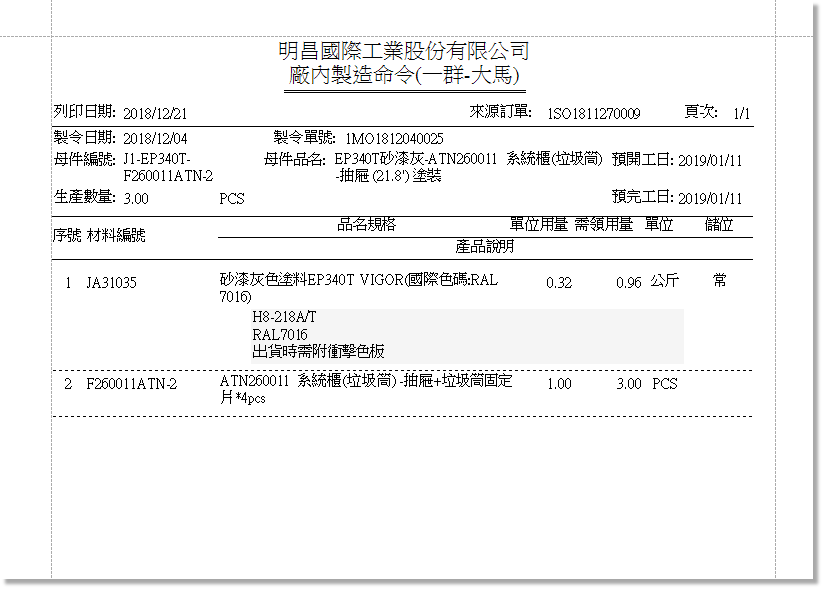 明昌國際工業股份有限公司
廠內製造命令(一群-大馬)
列印日期: 2018/12/21 來源訂單: 1SO1811270009 頁次: 1/1
製令日期: 2018/12/04 製令單號: 1MO1812040025
母件編號: J1-EP340T- 母件品名: EP340T砂漆灰-ATN260011 系統櫃(垃圾筒) 預開工日: 2019/01/11
F260011ATN-2 -抽屜 (21.8') 塗裝
生產數量: 3.00 PCS 預完工日: 2019/01/11
序號 材料編號 品名規格 單位用量 需領用量 單位 儲位
產品說明
1 JA31035 砂漆灰色塗料EP340T VIGOR(國際色碼:RAL 0.32 0.96 公斤 常
7016)
H8-218A/T
RAL7016
出貨時需附衝擊色板
2 F260011ATN-2 ATN260011 系統櫃(垃圾筒) -抽屜+垃圾筒固定 1.00 3.00 PCS
片*4pcs